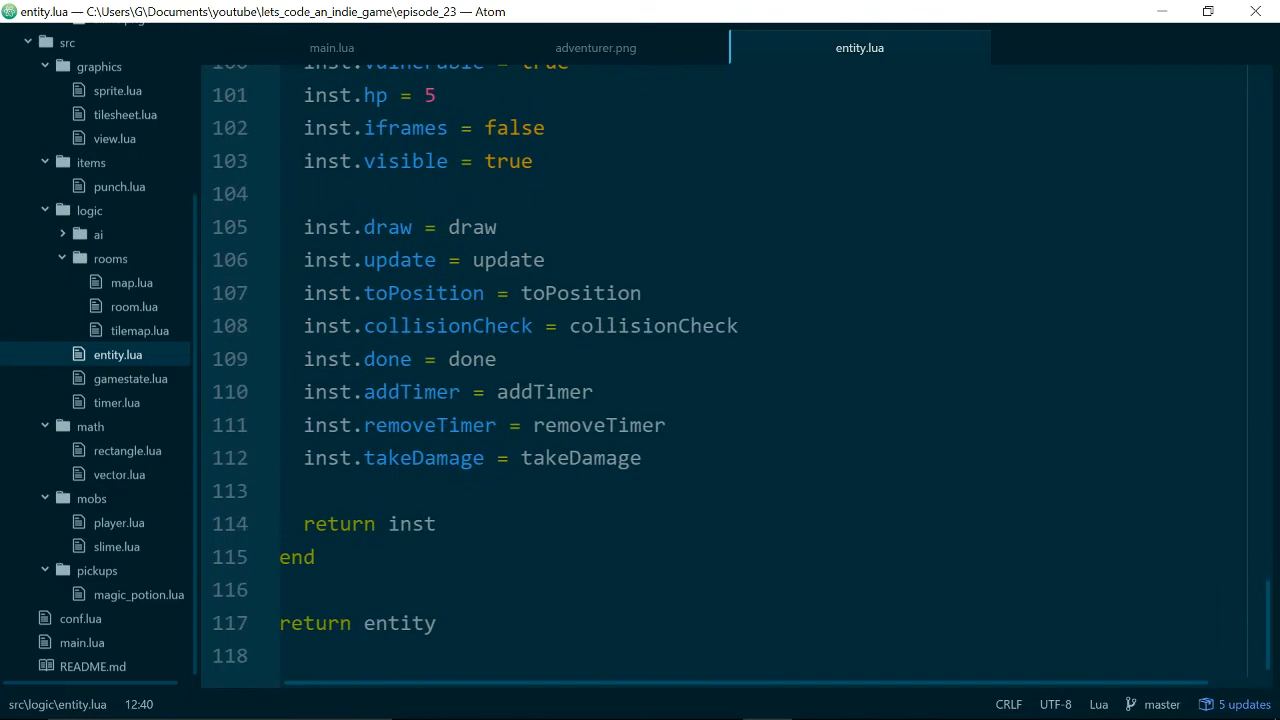 entity.lua — C:\Users\G\Documents\youtube\lets_code_an_indie_game\episode_23 — Atom
src
graphics
sprite.lua
tilesheet.lua
view.lua
items
punch.lua
logic
ai
rooms
map.lua
room.lua
tilemap.lua
entity.lua
gamestate.lua
timer.lua
math
rectangle.lua
vector.lua
mobs
player.lua
slime.lua
pickups
magic_potion.lua
conf.lua
main.lua
README.md
main.lua
adventurer.png
entity.lua
100 inst.vulnerable = true
101 inst.hp = 5
102 inst.iframes = false
103 inst.visible = true
104
105 inst.draw = draw
106 inst.update = update
107 inst.toPosition = toPosition
108 inst.collisionCheck = collisionCheck
109 inst.done = done
110 inst.addTimer = addTimer
111 inst.removeTimer = removeTimer
112 inst.takeDamage = takeDamage
113
114 return inst
115 end
116
117 return entity
118
src\logic\entity.lua 12:40
CRLF UTF-8 Lua master 5 updates